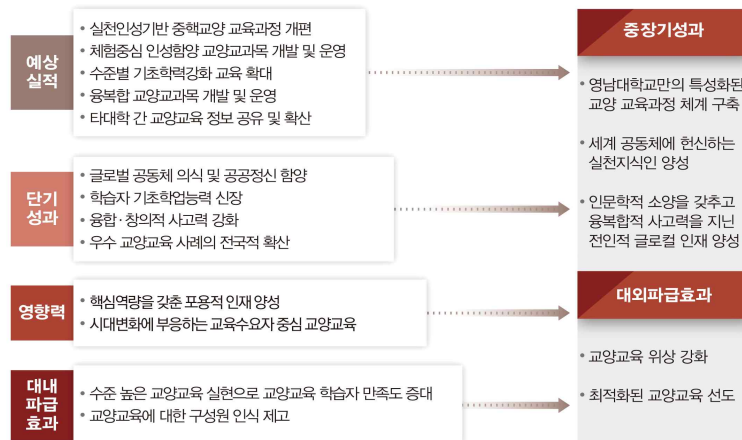 예상
실적
• 실천인성기반 중핵교양 교육과정 개편
• 체험중심 인성함양 교양교과목 개발 및 운영
• 수준별 기초학력강화 교육 확대
• 융복합 교양교과목 개발 및 운영
• 타대학 간 교양교육 정보 공유 및 확산
단기
성과
• 글로벌 공동체 의식 및 공공정신 함양
• 학습자 기초학업능력 신장
• 융합·창의적 사고력 강화
• 우수 교양교육 사례의 전국적 확산
영향력
• 핵심역량을 갖춘 포용적 인재 양성
• 시대변화에 부응하는 교육수요자 중심 교양교육
대내
파급
효과
• 수준 높은 교양교육 실현으로 교양교육 학습자 만족도 증대
• 교양교육에 대한 구성원 인식 제고
중장기성과
• 영남대학교만의 특성화된
교양 교육과정 체계 구축
• 세계 공동체에 헌신하는
실천지식인 양성
• 인문학적 소양을 갖추고
융복합적 사고력을 지닌
전인적 글로컬 인재 양성
대외파급효과
• 교양교육 위상 강화
• 최적화된 교양교육 선도